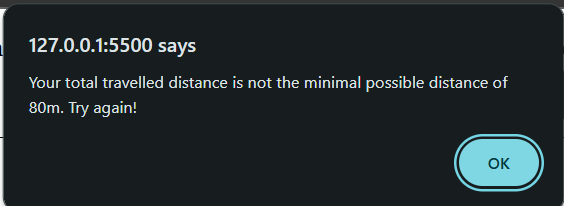 127.0.0.1:5500 says
Your total travelled distance is not the minimal possible distance of
80m. Try again!
OK